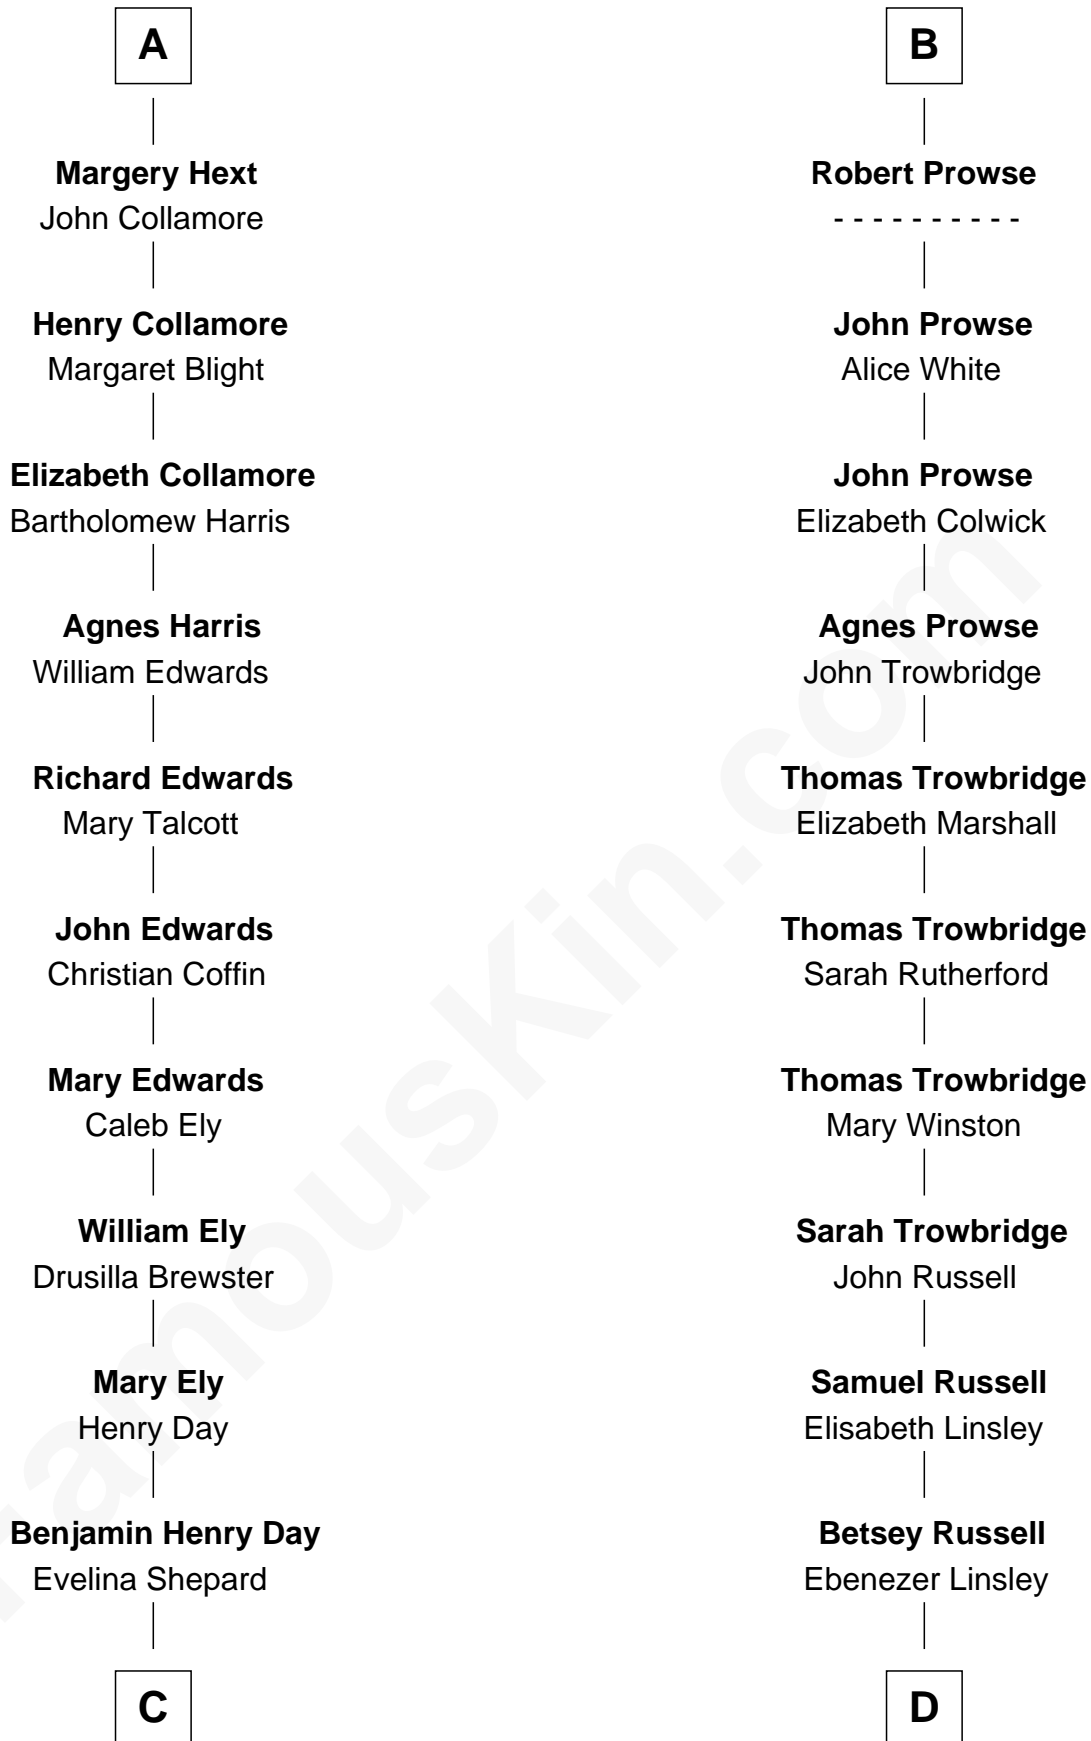 A
Margery Hext
John Collamore
Henry Collamore
Margaret Blight
Elizabeth Collamore
Bartholomew Harris
Agnes Harris
William Edwards
Richard Edwards
Mary Talcott
John Edwards
Christian Coffin
Mary Edwards
Caleb Ely
William Ely
Drusilla Brewster
Mary Ely
Henry Day
Benjamin Henry Day
Evelina Shepard
C
B
Robert Prowse
- - - - - - - - - -
John Prowse
Alice White
John Prowse
Elizabeth Colwick
Agnes Prowse
John Trowbridge
Thomas Trowbridge
Elizabeth Marshall
Thomas Trowbridge
Sarah Rutherford
Thomas Trowbridge
Mary Winston
Sarah Trowbridge
John Russell
Samuel Russell
Elisabeth Linsley
Betsey Russell
Ebenezer Linsley
D
FamousKin.com